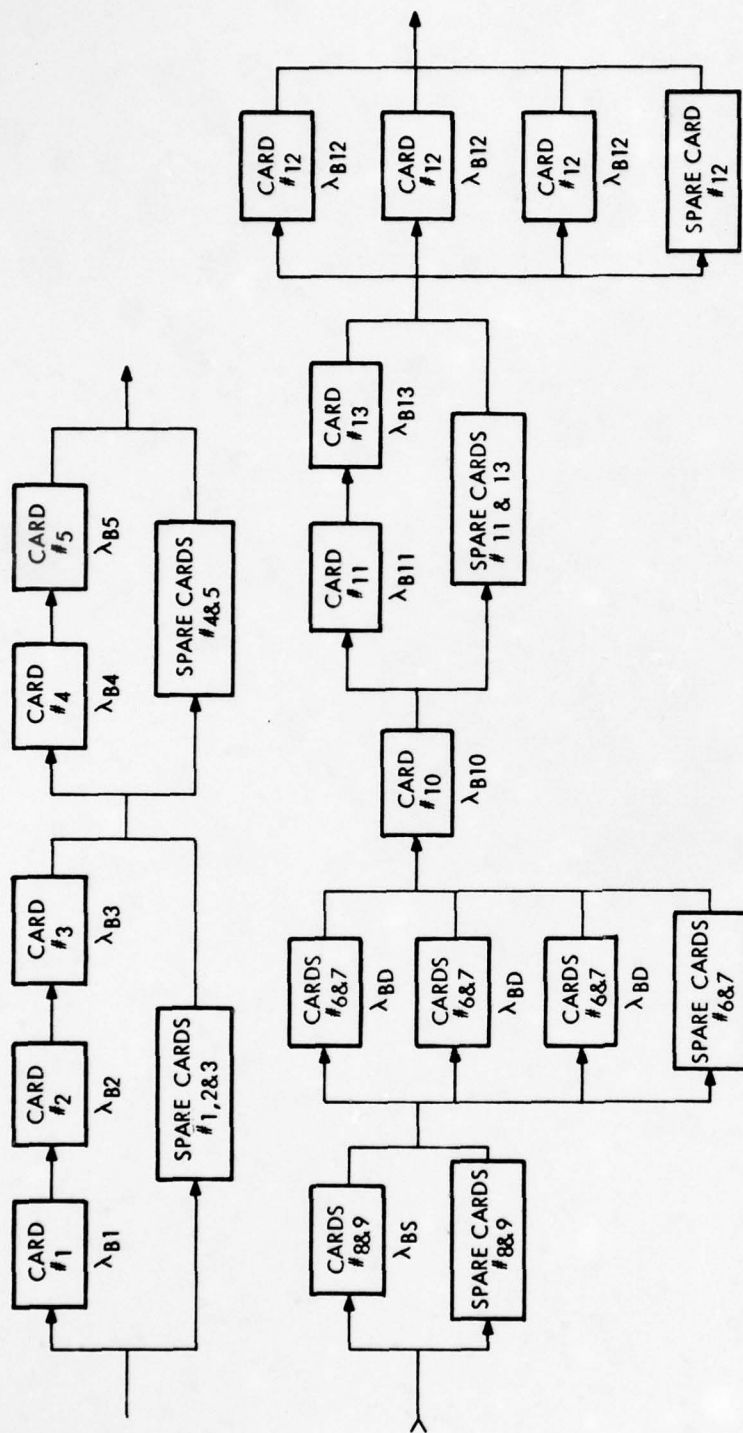 CARD
#1
λB1
CARD
#2
λB2
CARD
#3
λB3
SPARE CARDS
#1,2&3
CARD
#4
λB4
CARD
#5
λB5
SPARE CARDS
#4&5
CARDS
#8&9
λBS
SPARE CARDS
#8&9
CARDS
#6&7
λBD
CARDS
#6&7
λBD
CARDS
#6&7
λBD
SPARE CARDS
#6&7
CARD
#10
λB10
CARD
#11
λB11
CARD
#13
λB13
SPARE CARDS
# 11 & 13
CARD
#12
λB12
CARD
#12
λB12
CARD
#12
λB12
SPARE CARD
#12